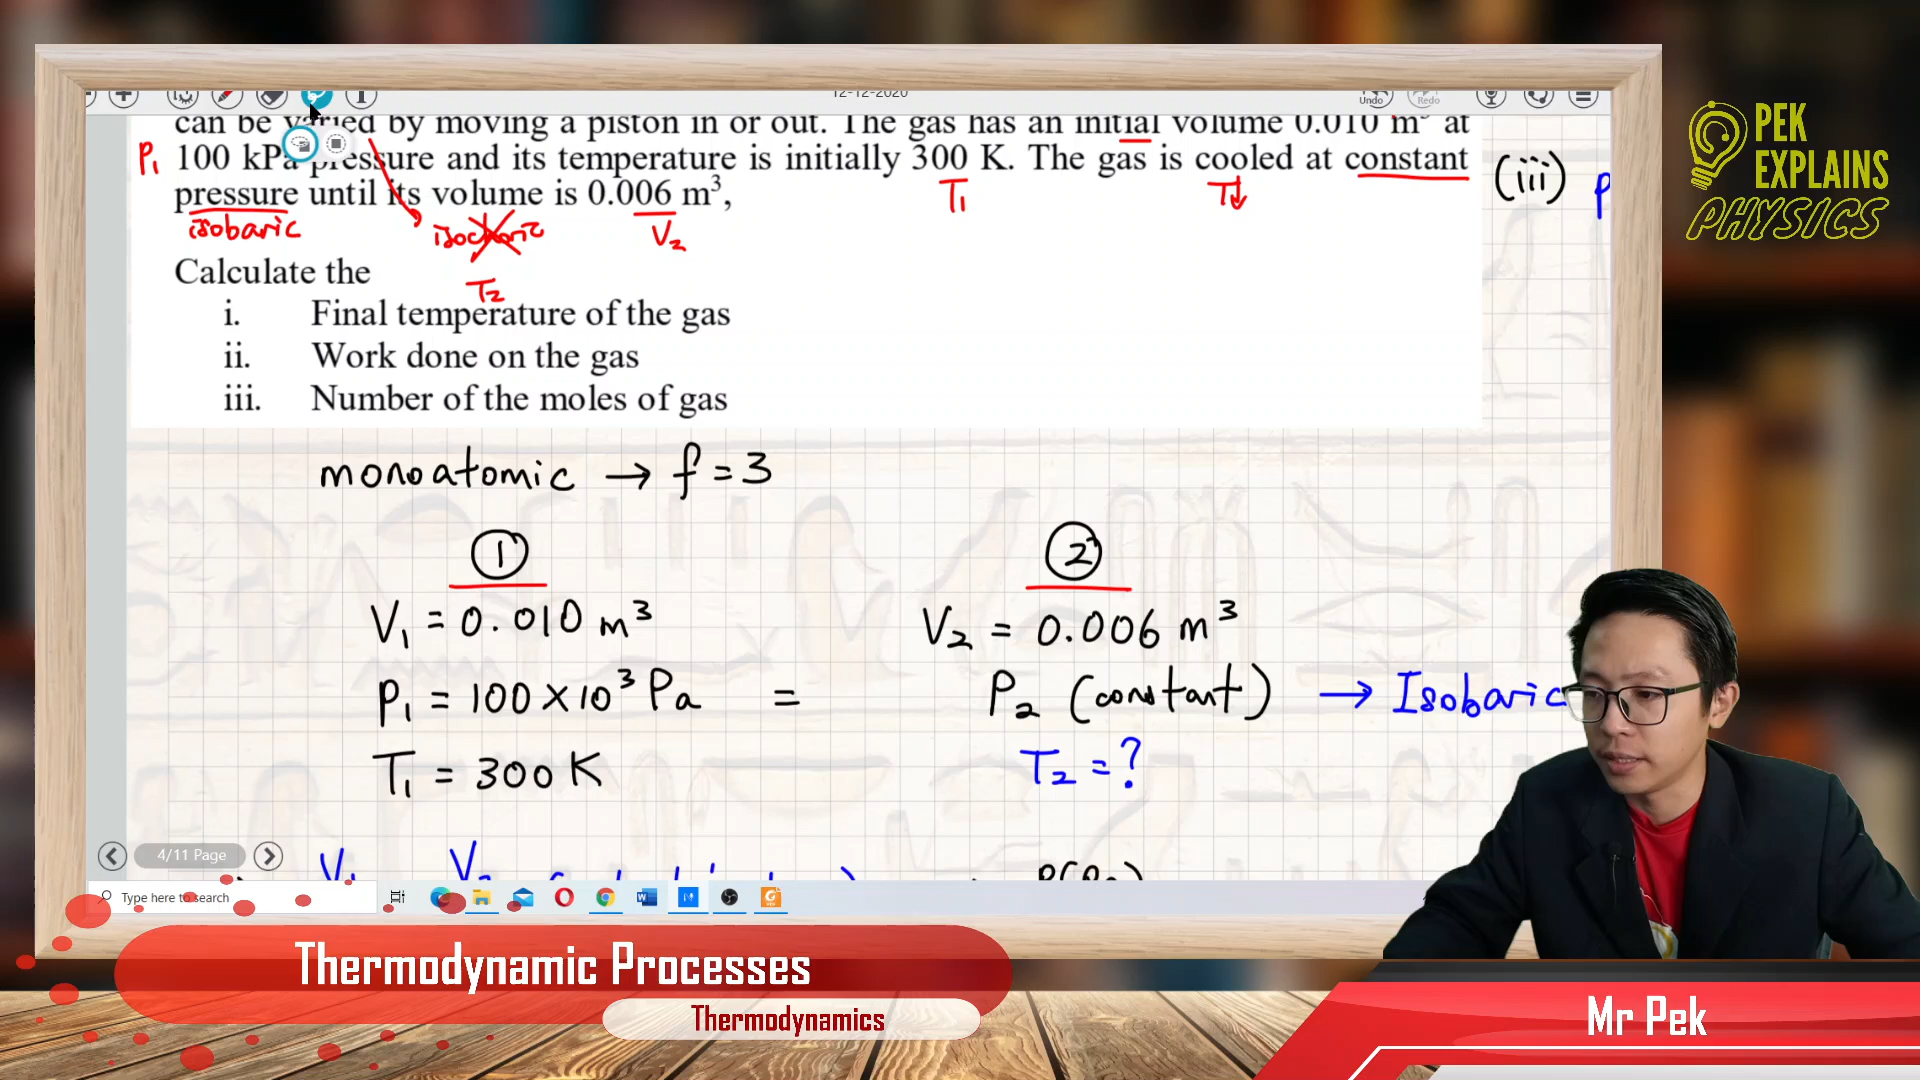 12-12-2020
Undo
Redo
can be varied by moving a piston in or out. The gas has an initial volume 0.010 m³ at
P₁ 100 kPa pressure and its temperature is initially 300 K. The gas is cooled at constant
pressure until its volume is 0.006 m³,
T₁
T↓
isobaric
isochoric
V₂
(iii) P
Calculate the
T₂
i. Final temperature of the gas
ii. Work done on the gas
iii. Number of the moles of gas
monoatomic → f = 3
①
②
V₁ = 0.010 m³
V₂ = 0.006 m³
P₁ = 100 × 10³ Pa = P₂ (constant) → Isobaric
T₁ = 300 K
T₂ = ?
4/11 Page
V₁ V₂
Type here to search
PEK
EXPLAINS
PHYSICS
Thermodynamic Processes
Thermodynamics
Mr Pek